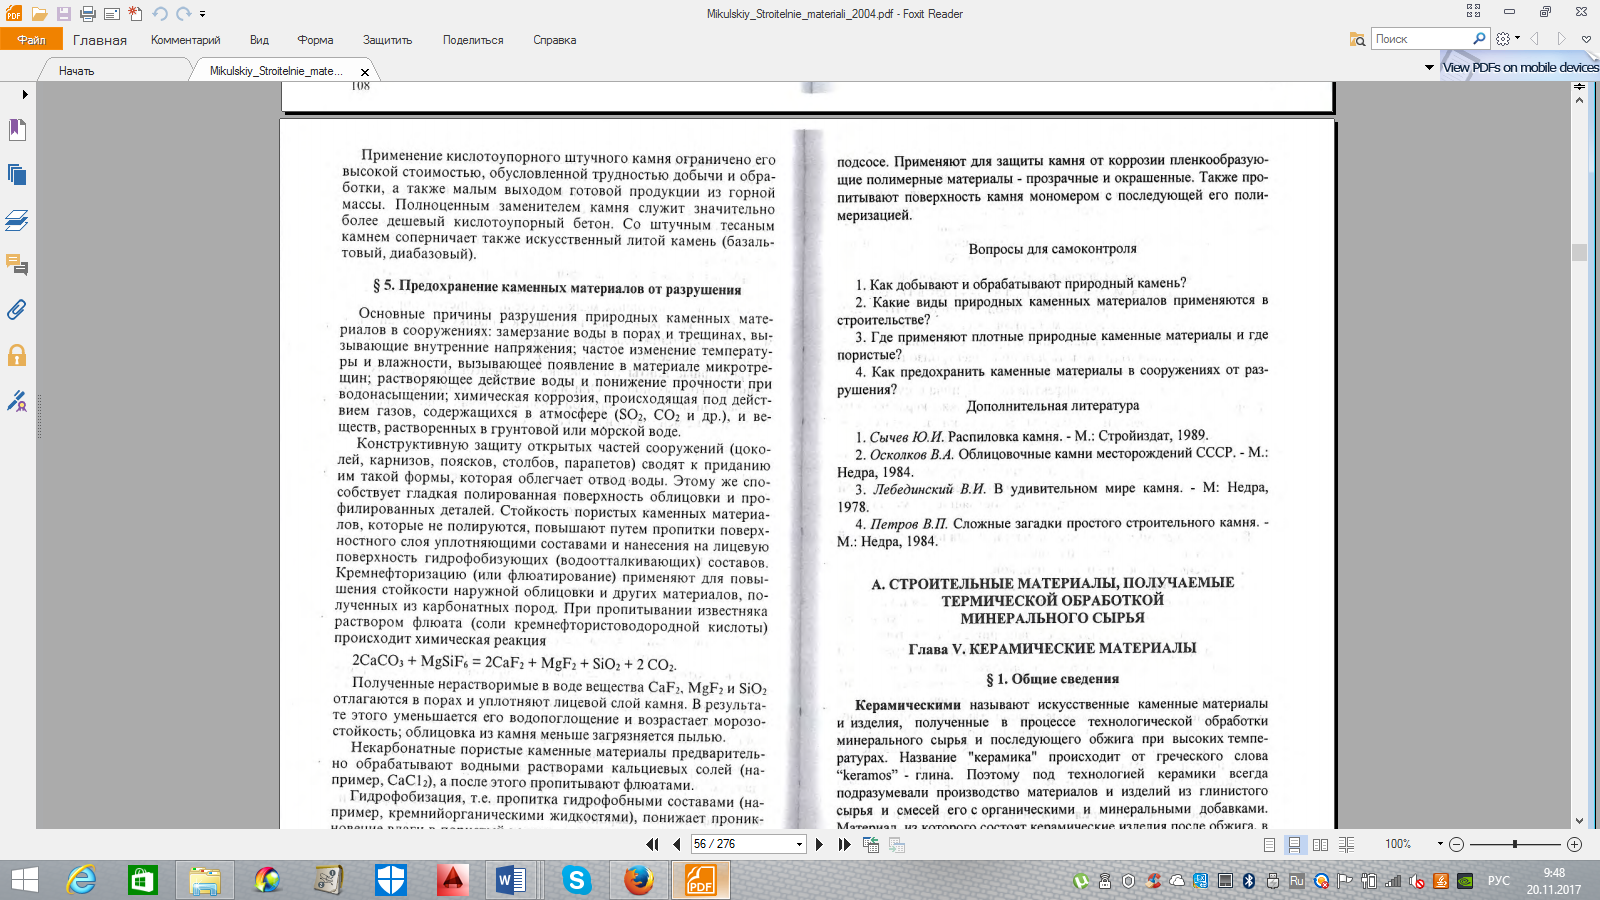 Mikulskiy_Stroitelnie_materiali_2004.pdf - Foxit Reader
Файл
Главная
Комментарий
Вид
Форма
Защитить
Поделиться
Справка
Поиск
Начать
Mikulskiy_Stroitelnie_mate...
View PDFs on mobile devices
108
Применение кислотоупорного штучного камня ограничено его
высокой стоимостью, обусловленной трудностью добычи и обра-
ботки, а также малым выходом готовой продукции из горной
массы. Полноценным заменителем камня служит значительно
более дешевый кислотоупорный бетон. Со штучным тесаным
камнем соперничает также искусственный литой камень (базаль-
товый, диабазовый).
§ 5. Предохранение каменных материалов от разрушения
Основные причины разрушения природных каменных мате-
риалов в сооружениях: замерзание воды в порах и трещинах, вы-
зывающие внутренние напряжения; частое изменение температу-
ры и влажности, вызывающее появление в материале микротре-
щин; растворяющее действие воды и понижение прочности при
водонасыщении; химическая коррозия, происходящая под дейст-
вием газов, содержащихся в атмосфере (SO₂, CO₂ и др.), и ве-
ществ, растворенных в грунтовой или морской воде.
Конструктивную защиту открытых частей сооружений (цоко-
лей, карнизов, поясков, столбов, парапетов) сводят к приданию
им такой формы, которая облегчает отвод воды. Этому же спо-
собствует гладкая полированная поверхность облицовки и про-
филированных деталей. Стойкость пористых каменных материа-
лов, которые не полируются, повышают путем пропитки поверх-
ностного слоя уплотняющими составами и нанесения на лицевую
поверхность гидрофобизующих (водоотталкивающих) составов.
Кремнефторизацию (или флюатирование) применяют для повы-
шения стойкости наружной облицовки и других материалов, по-
лученных из карбонатных пород. При пропитывании известняка
раствором флюата (соли кремнефтористоводородной кислоты)
происходит химическая реакция
2CaCO₃ + MgSiF₆ = 2CaF₂ + MgF₂ + SiO₂ + 2 CO₂.
Полученные нерастворимые в воде вещества CaF₂, MgF₂ и SiO₂
отлагаются в порах и уплотняют лицевой слой камня. В результа-
те этого уменьшается его водопоглощение и возрастает морозо-
стойкость; облицовка из камня меньше загрязняется пылью.
Некарбонатные пористые каменные материалы предваритель-
но обрабатывают водными растворами кальциевых солей (на-
пример, CaCl₂), а после этого пропитывают флюатами.
Гидрофобизация, т.е. пропитка гидрофобными составами (на-
пример, кремнийорганическими жидкостями), понижает проник-
подсосе. Применяют для защиты камня от коррозии пленкообразую-
щие полимерные материалы - прозрачные и окрашенные. Также про-
питывают поверхность камня мономером с последующей его поли-
меризацией.
Вопросы для самоконтроля
1. Как добывают и обрабатывают природный камень?
2. Какие виды природных каменных материалов применяются в
строительстве?
3. Где применяют плотные природные каменные материалы и где
пористые?
4. Как предохранить каменные материалы в сооружениях от раз-
рушения?
Дополнительная литература
1. Сычев Ю.И. Распиловка камня. - М.: Стройиздат, 1989.
2. Осколков В.А. Облицовочные камни месторождений СССР. - М.:
Недра, 1984.
3. Лебединский В.И. В удивительном мире камня. - М: Недра,
1978.
4. Петров В.П. Сложные загадки простого строительного камня. -
М.: Недра, 1984.
А. СТРОИТЕЛЬНЫЕ МАТЕРИАЛЫ, ПОЛУЧАЕМЫЕ
ТЕРМИЧЕСКОЙ ОБРАБОТКОЙ
МИНЕРАЛЬНОГО СЫРЬЯ
Глава V. КЕРАМИЧЕСКИЕ МАТЕРИАЛЫ
§ 1. Общие сведения
Керамическими называют искусственные каменные материалы
и изделия, полученные в процессе технологической обработки
минерального сырья и последующего обжига при высоких темпе-
ратурах. Название "керамика" происходит от греческого слова
“keramos” - глина. Поэтому под технологией керамики всегда
подразумевали производство материалов и изделий из глинистого
сырья и смесей его с органическими и минеральными добавками.
Материал, из которого состоят керамические изделия после обжига, в
56 / 276
100%
РУС
9:48
20.11.2017